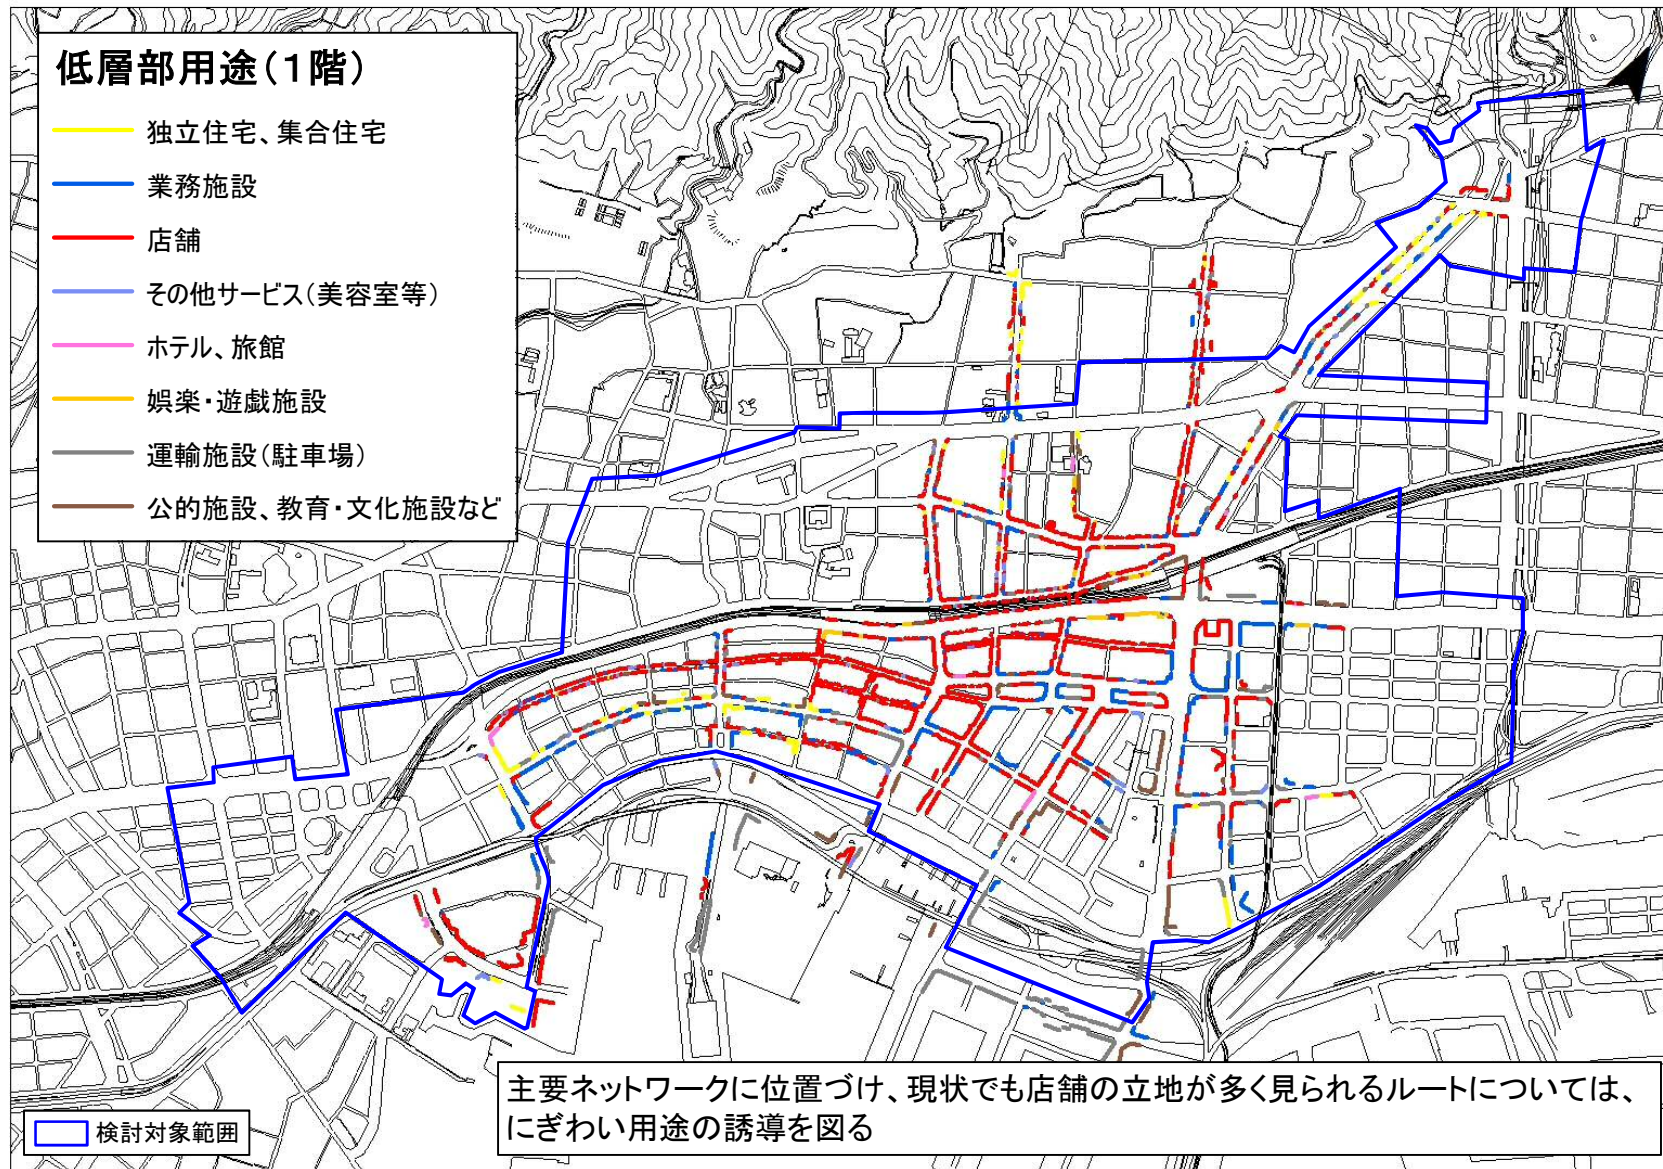 低層部用途（1階）
独立住宅、集合住宅
業務施設
店舗
その他サービス（美容室等）
ホテル、旅館
娯楽・遊戯施設
運輸施設（駐車場）
公的施設、教育・文化施設など
主要ネットワークに位置づけ、現状でも店舗の立地が多く見られるルートについては、
にぎわい用途の誘導を図る
検討対象範囲